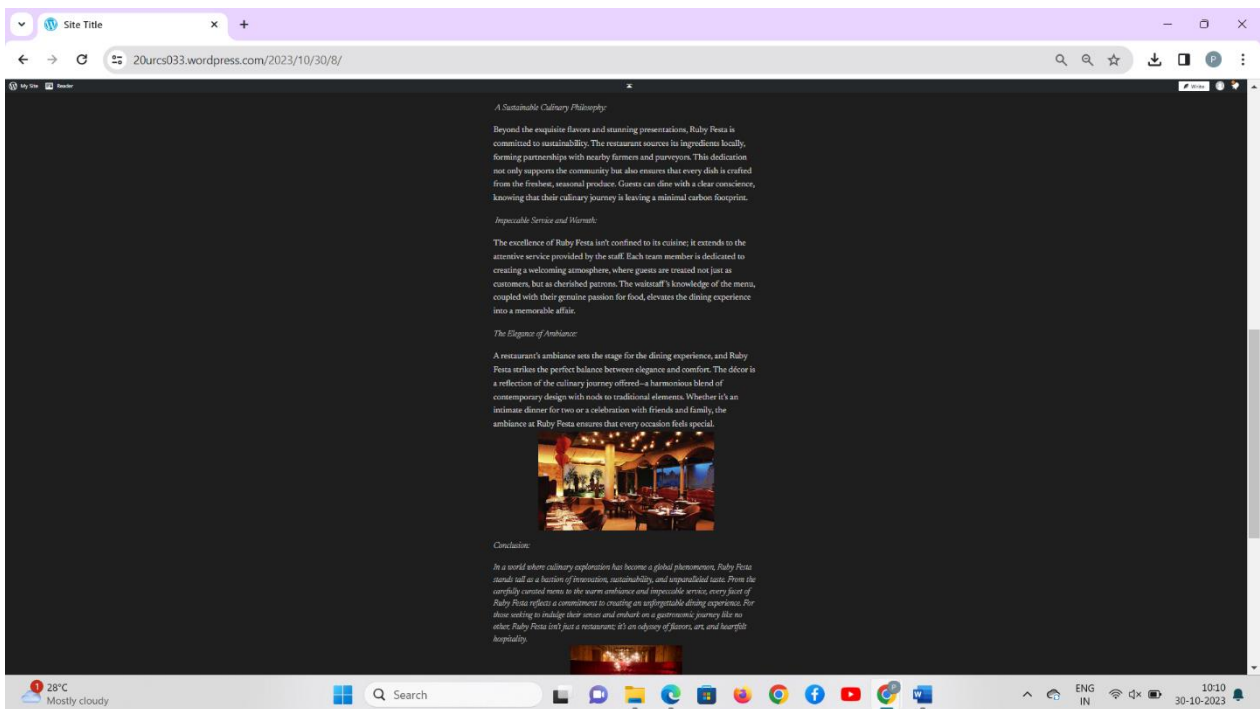 Site Title
20urcs033.wordpress.com/2023/10/30/8/
P
My Site Reader Write
A Sustainable Culinary Philosophy:
Beyond the exquisite flavors and stunning presentations, Ruby Festa is
committed to sustainability. The restaurant sources its ingredients locally,
forming partnerships with nearby farmers and purveyors. This dedication
not only supports the community but also ensures that every dish is crafted
from the freshest, seasonal produce. Guests can dine with a clear conscience,
knowing that their culinary journey is leaving a minimal carbon footprint.
Impeccable Service and Warmth:
The excellence of Ruby Festa isn't confined to its cuisine; it extends to the
attentive service provided by the staff. Each team member is dedicated to
creating a welcoming atmosphere, where guests are treated not just as
customers, but as cherished patrons. The waitstaff's knowledge of the menu,
coupled with their genuine passion for food, elevates the dining experience
into a memorable affair.
The Elegance of Ambiance:
A restaurant's ambiance sets the stage for the dining experience, and Ruby
Festa strikes the perfect balance between elegance and comfort. The décor is
a reflection of the culinary journey offered—a harmonious blend of
contemporary design with nods to traditional elements. Whether it's an
intimate dinner for two or a celebration with friends and family, the
ambiance at Ruby Festa ensures that every occasion feels special.
Conclusion:
In a world where culinary exploration has become a global phenomenon, Ruby Festa
stands tall as a bastion of innovation, sustainability, and unparalleled taste. From the
carefully curated menu to the warm ambiance and impeccable service, every facet of
Ruby Festa reflects a commitment to creating an unforgettable dining experience. For
those seeking to indulge their senses and embark on a gastronomic journey like no
other, Ruby Festa isn't just a restaurant; it's an odyssey of flavors, art, and heartfelt
hospitality.
1
28°C
Mostly cloudy
Search
P
W
ENG
IN
10:10
30-10-2023